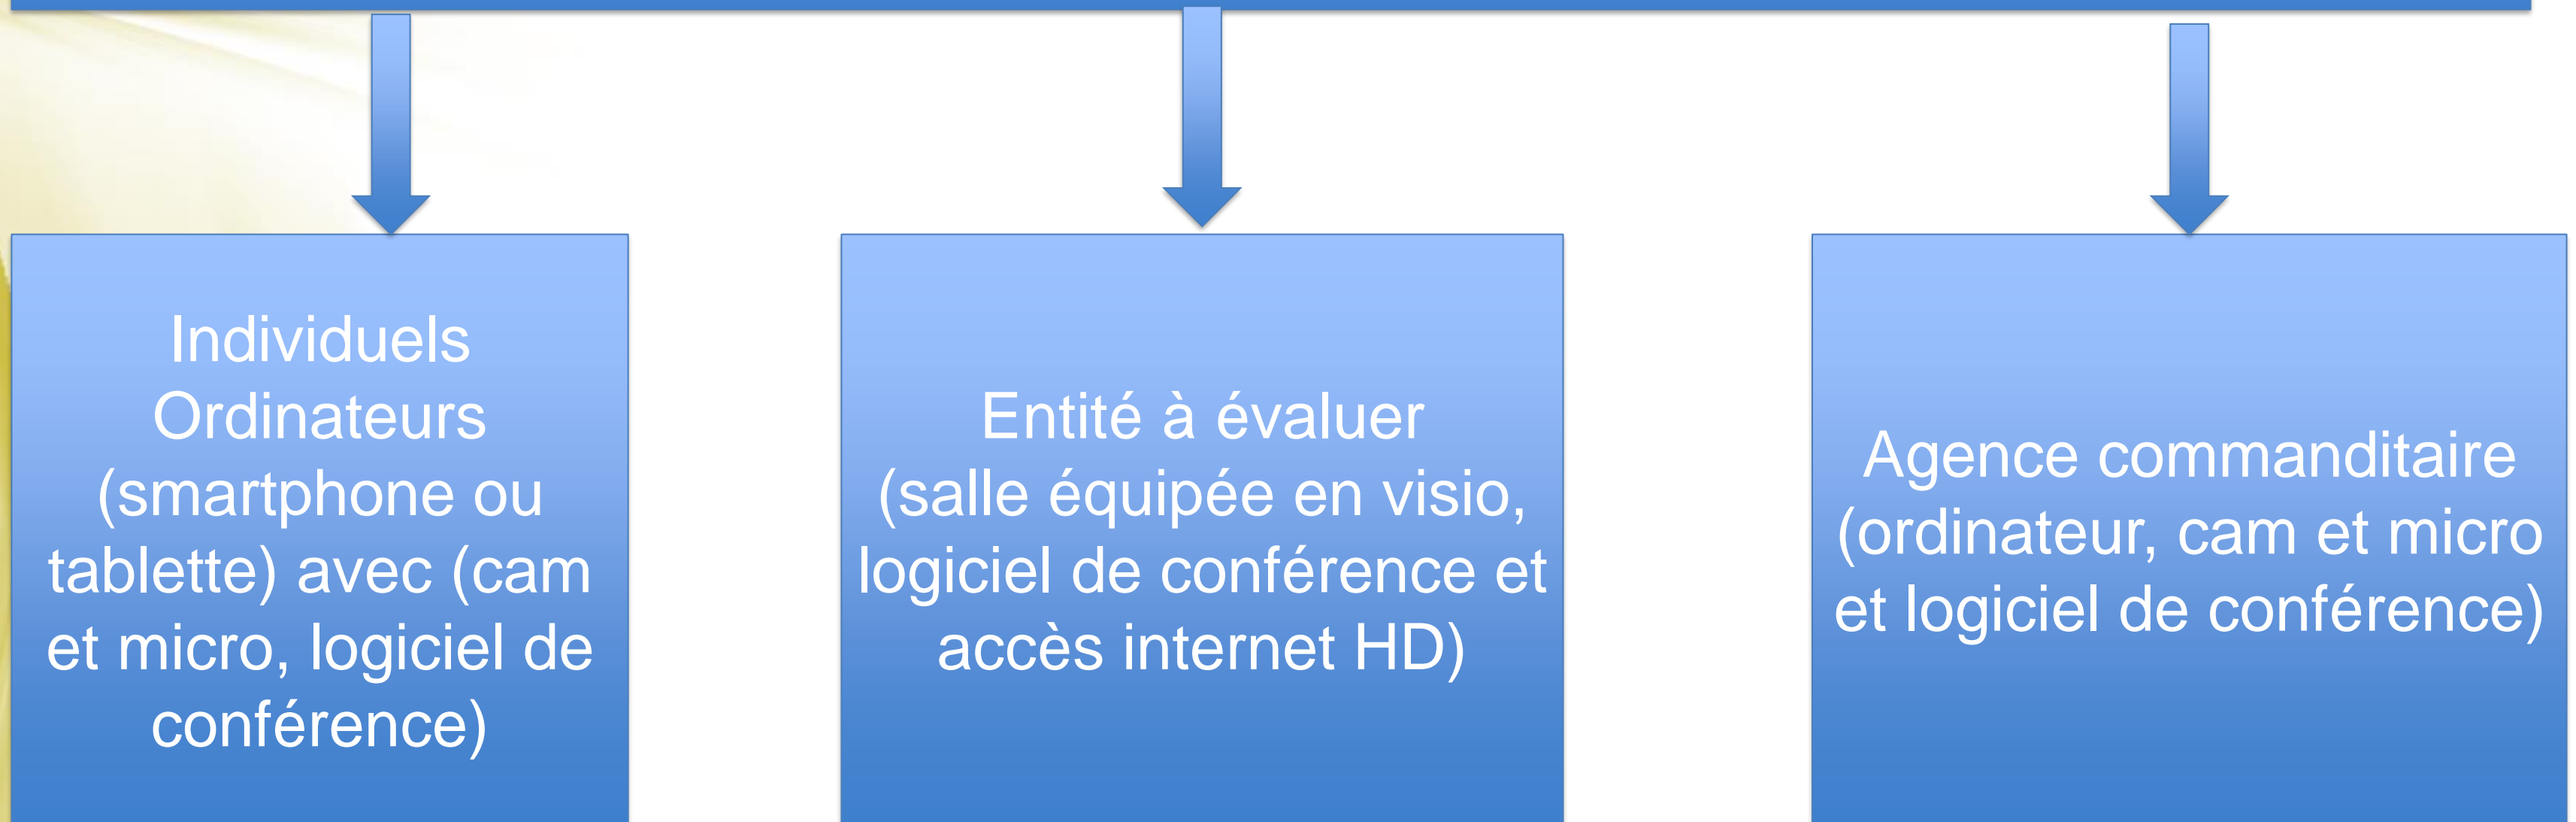 Individuels
Ordinateurs
(smartphone ou
tablette) avec (cam
et micro, logiciel de
conférence)
Entité à évaluer
(salle équipée en visio,
logiciel de conférence et
accès internet HD)
Agence commanditaire
(ordinateur, cam et micro
et logiciel de conférence)